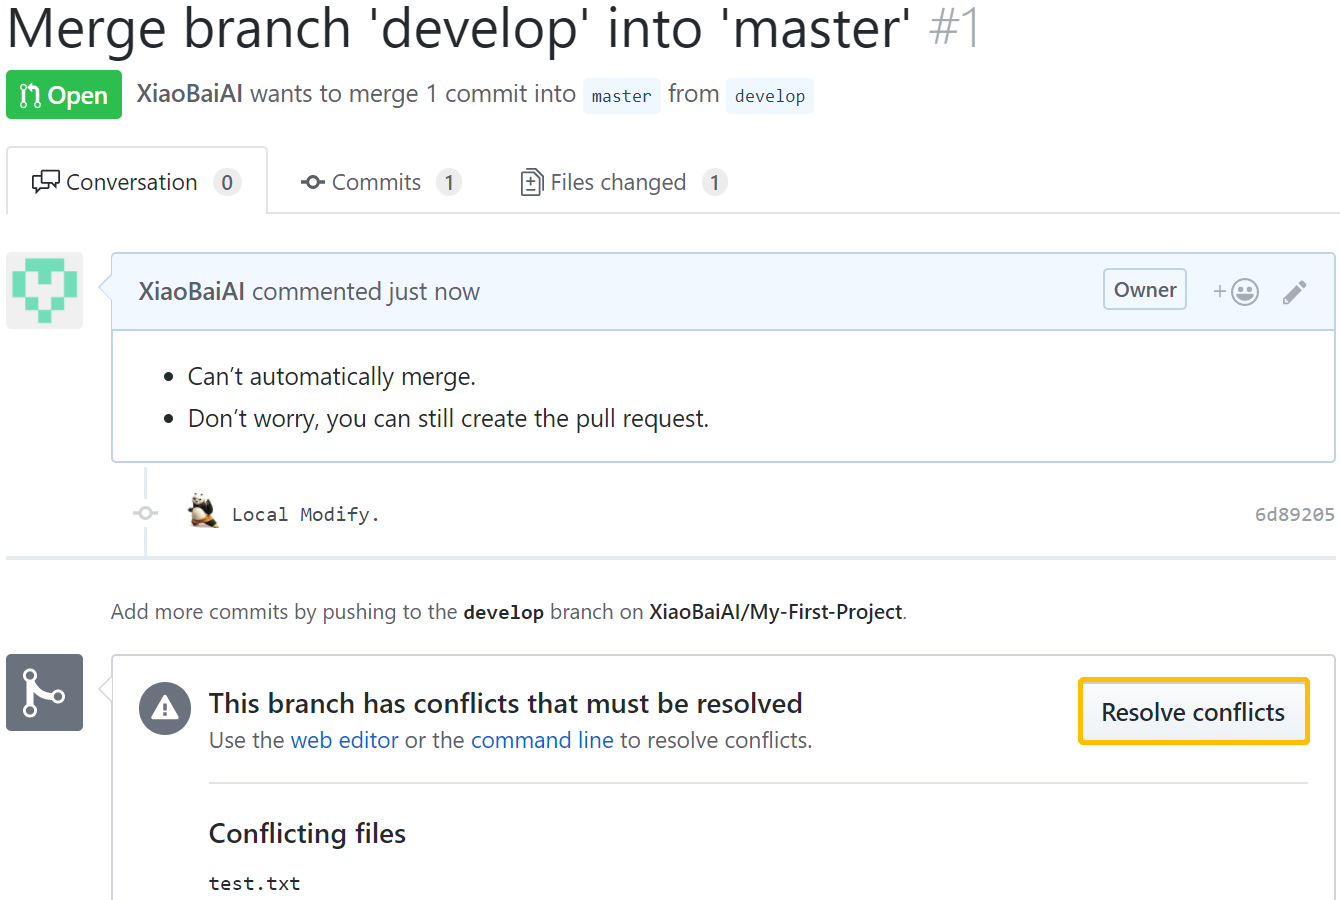 Merge branch 'develop' into 'master' #1
Open XiaoBaiAI wants to merge 1 commit into master from develop
Conversation 0 Commits 1 Files changed 1
XiaoBaiAI commented just now Owner +
• Can’t automatically merge.
• Don’t worry, you can still create the pull request.
Local Modify. 6d89205
Add more commits by pushing to the develop branch on XiaoBaiAI/My-First-Project.
This branch has conflicts that must be resolved
Resolve conflicts
Use the web editor or the command line to resolve conflicts.
Conflicting files
test.txt